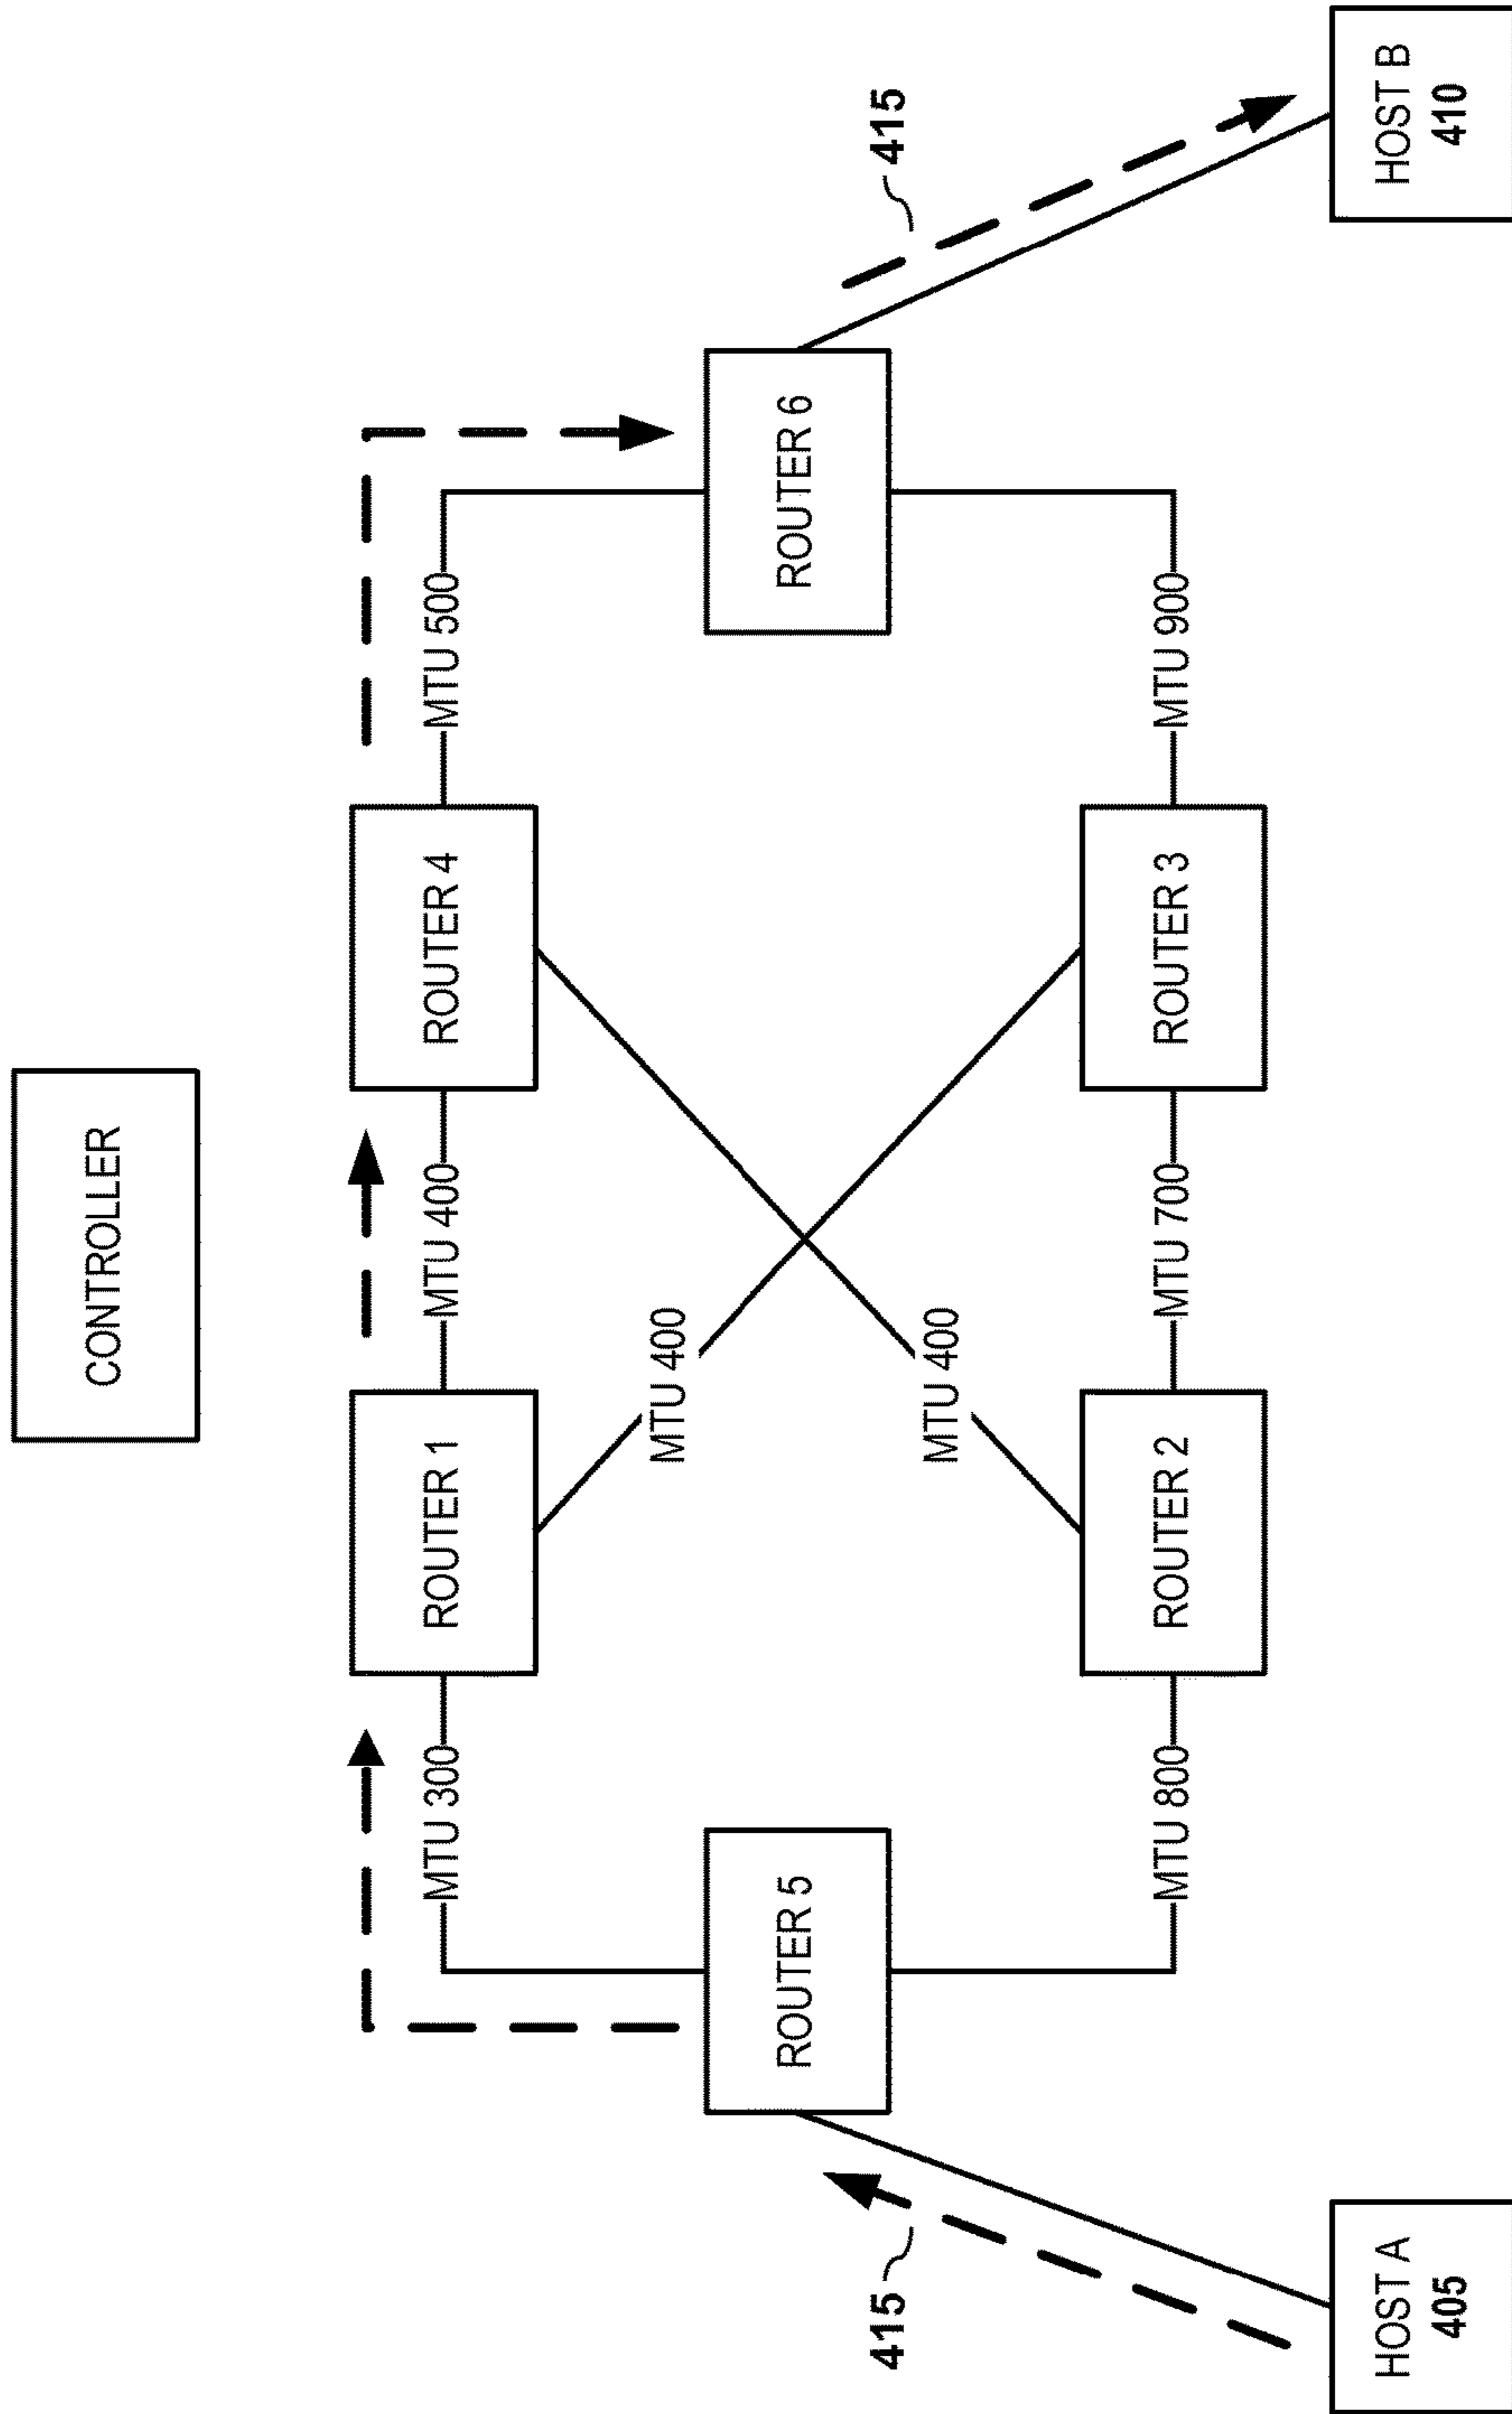 CONTROLLER
MTU 300
ROUTER 1
MTU 400
ROUTER 4
MTU 500
MTU 400
ROUTER 5
ROUTER 6
415
415
MTU 400
MTU 800
ROUTER 2
MTU 700
ROUTER 3
MTU 900
HOST A
405
HOST B
410